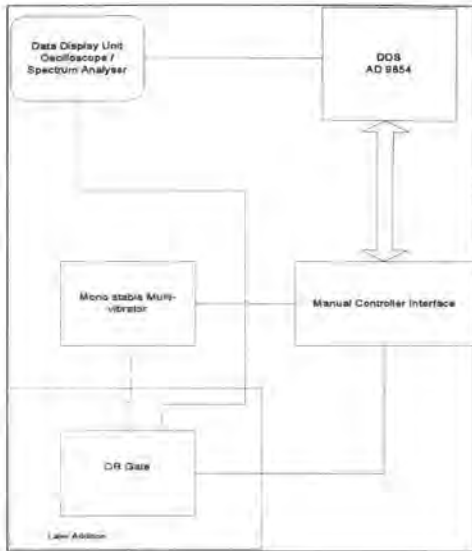 Data Display Unit
Oscilloscope /
Spectrum Analyser
DDS
AD 9854
Mono stable Multi-
vibrator
Manual Controller Interface
OR Gate
Later Addition